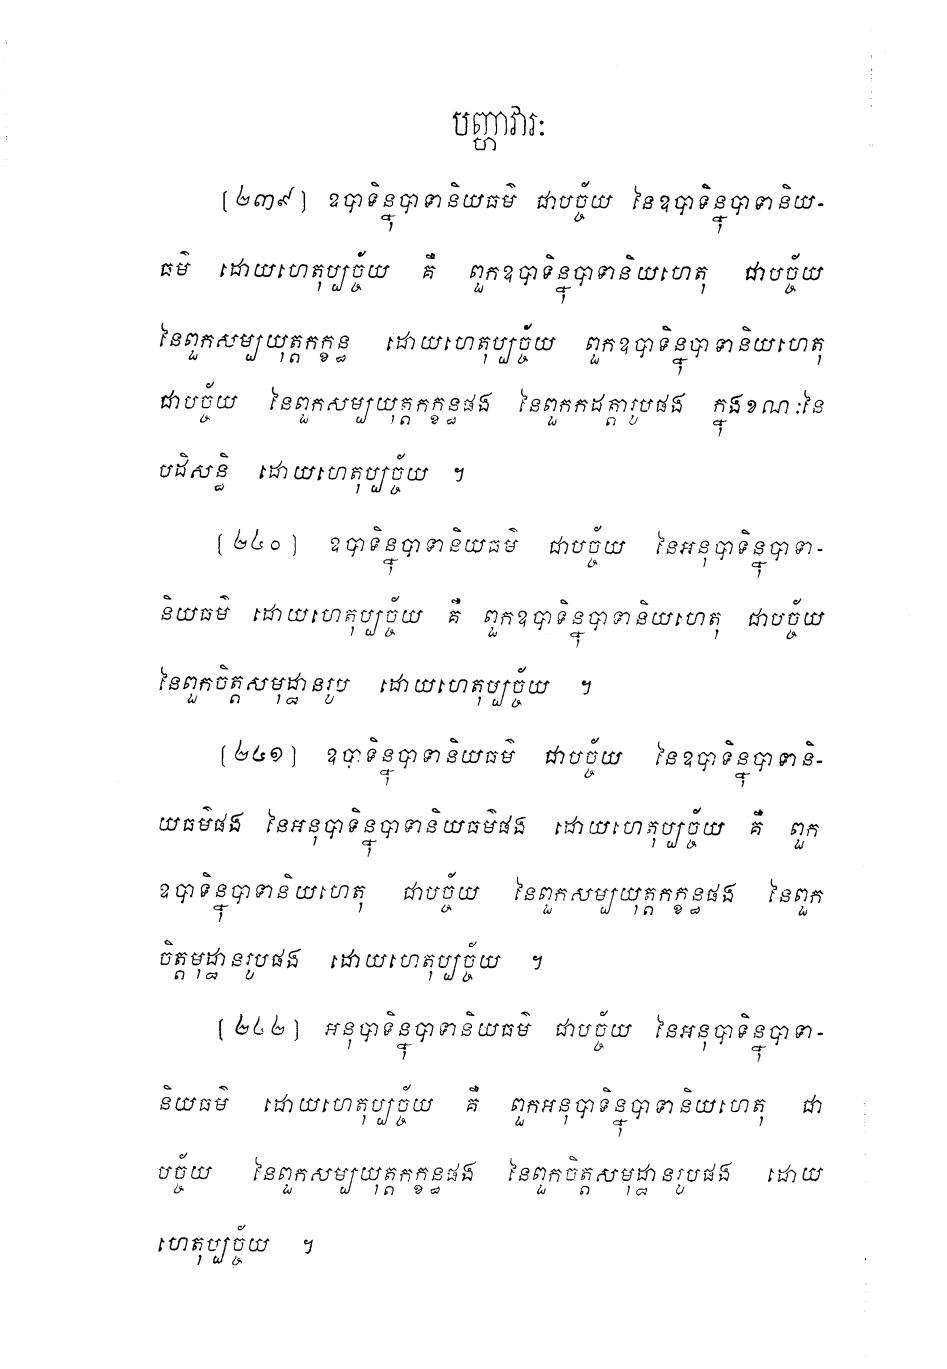 បញ្ហាវារៈ
(២៣៩) ឧបាទិន្នុបាទានិយធម៌ ជាបច្ច័យ នៃឧបាទិន្នុបាទានិយ-
ធម៌ ដោយហេតុប្បច្ច័យ គឺ ពួកឧបាទិន្នុបាទានិយហេតុ ជាបច្ច័យ
នៃពួកសម្បយុត្តកក្ខន្ធ ដោយហេតុប្បច្ច័យ ពួកឧបាទិន្នុបាទានិយហេតុ
ជាបច្ច័យ នៃពួកសម្បយុត្តកក្ខន្ធផង នៃពួកកដត្តារូបផង ក្នុងខណៈនៃ
បដិសន្ធិ ដោយហេតុប្បច្ច័យ ។
(២៤០) ឧបាទិន្នុបាទានិយធម៌ ជាបច្ច័យ នៃអនុបាទិន្នុបាទា-
និយធម៌ ដោយហេតុប្បច្ច័យ គឺ ពួកឧបាទិន្នុបាទានិយហេតុ ជាបច្ច័យ
នៃពួកចិត្តសមុដ្ឋានរូប ដោយហេតុប្បច្ច័យ ។
(២៤១) ឧបាទិន្នុបាទានិយធម៌ ជាបច្ច័យ នៃឧបាទិន្នុបាទានិ-
យធម៌ផង នៃអនុបាទិន្នុបាទានិយធម៌ផង ដោយហេតុប្បច្ច័យ គឺ ពួក
ឧបាទិន្នុបាទានិយហេតុ ជាបច្ច័យ នៃពួកសម្បយុត្តកក្ខន្ធផង នៃពួក
ចិត្តមុដ្ឋានរូបផង ដោយហេតុប្បច្ច័យ ។
(២៤២) អនុបាទិន្នុបាទានិយធម៌ ជាបច្ច័យ នៃអនុបាទិន្នុបាទា-
និយធម៌ ដោយហេតុប្បច្ច័យ គឺ ពួកអនុបាទិន្នុបាទានិយហេតុ ជា
បច្ច័យ នៃពួកសម្បយុត្តកក្ខន្ធផង នៃពួកចិត្តសមុដ្ឋានរូបផង ដោយ
ហេតុប្បច្ច័យ ។